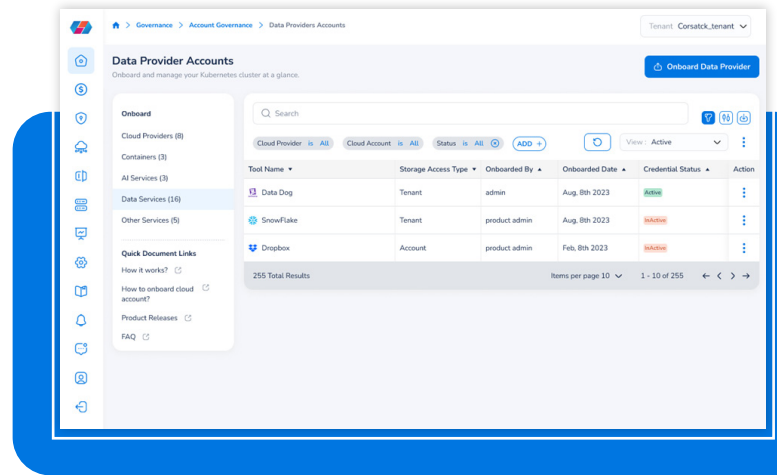 Governance > Account Governance > Data Providers Accounts
Tenant Corsatck_tenant
Data Provider Accounts
Onboard and manage your Kubernetes cluster at a glance.
Onboard Data Provider
Onboard
Cloud Providers (8)
Containers (3)
AI Services (3)
Data Services (16)
Other Services (5)
Quick Document Links
How it works?
How to onboard cloud
account?
Product Releases
FAQ
Search
Cloud Provider is All Cloud Account is All Status is All ADD + View : Active
Tool Name Storage Access Type Onboarded By Onboarded Date Credential Status Action
Data Dog Tenant admin Aug, 8th 2023 Active
SnowFlake Tenant product admin Aug, 8th 2023 InActive
Dropbox Account product admin Feb, 8th 2023 InActive
255 Total Results Items per page 10 1 - 10 of 255